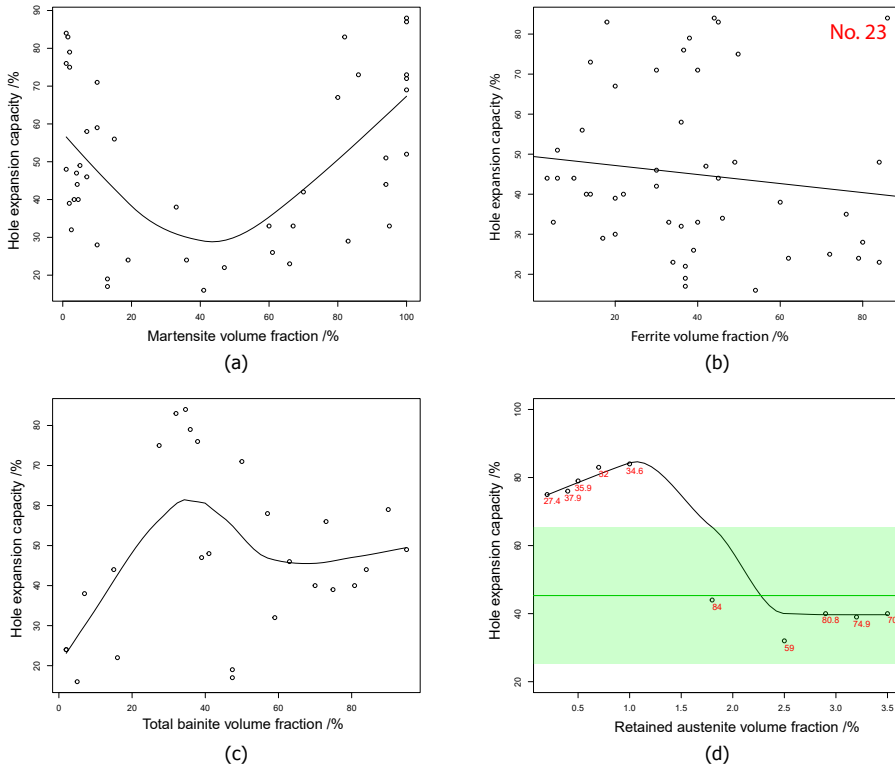 Hole expansion capacity /%
90
80
70
60
50
40
30
20
0 20 40 60 80 100
Martensite volume fraction /%
(a)
No. 23
Hole expansion capacity /%
80
70
60
50
40
30
20
20 40 60 80
Ferrite volume fraction /%
(b)
Hole expansion capacity /%
80
70
60
50
40
30
20
0 20 40 60 80
Total bainite volume fraction /%
(c)
Hole expansion capacity /%
100
80
60
40
20
27.4
37.9
35.9
32
34.6
84
59
80.8
74.9
70
0.5 1.0 1.5 2.0 2.5 3.0 3.5
Retained austenite volume fraction /%
(d)